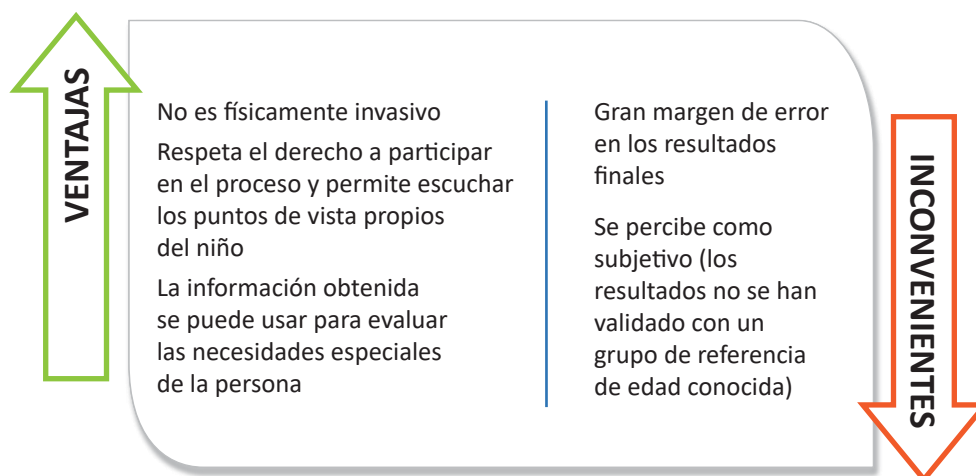 VENTAJAS
No es físicamente invasivo
Respeta el derecho a participar
en el proceso y permite escuchar
los puntos de vista propios
del niño
La información obtenida
se puede usar para evaluar
las necesidades especiales
de la persona
Gran margen de error
en los resultados
finales
Se percibe como
subjetivo (los
resultados no se han
validado con un
grupo de referencia
de edad conocida)
INCONVENIENTES